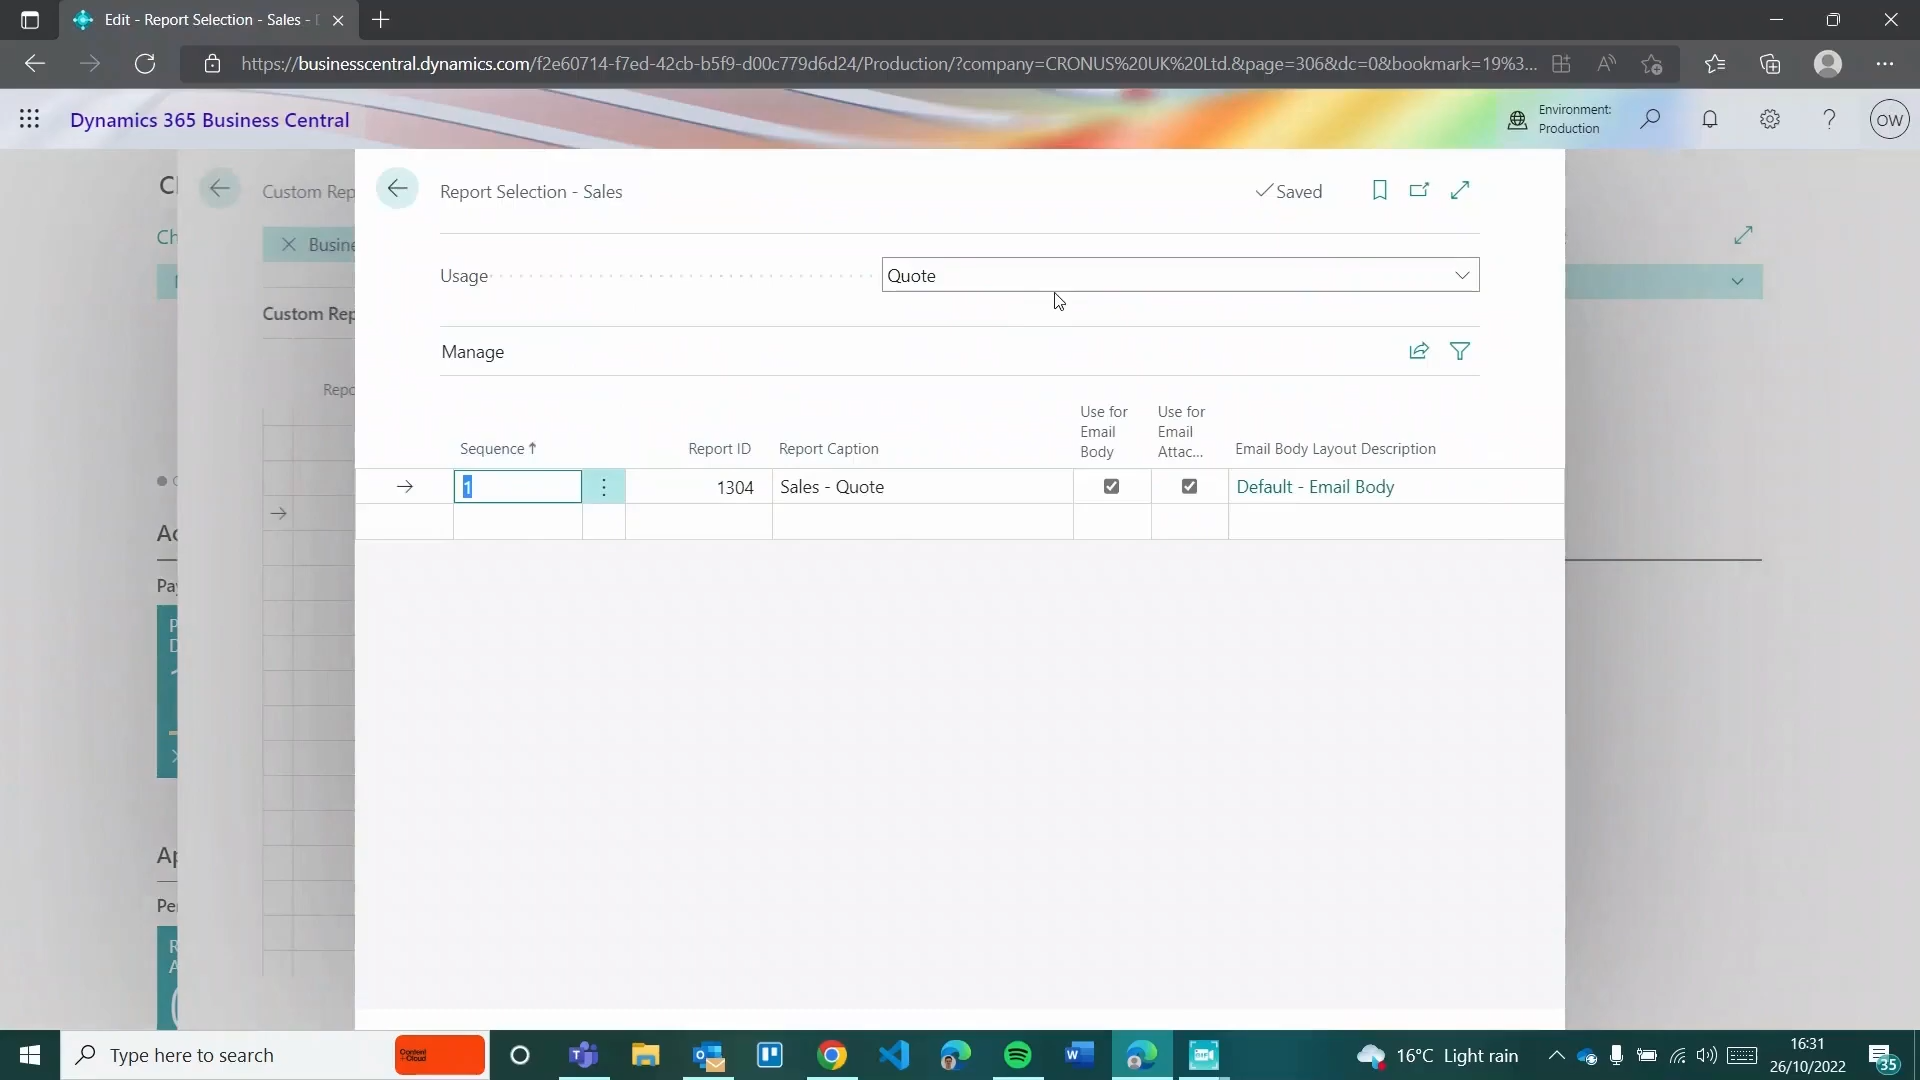 Edit - Report Selection - Sales -
https://businesscentral.dynamics.com/f2e60714-f7ed-42cb-b5f9-d00c779d6d24/Production/?company=CRONUS%20UK%20Ltd.&page=306&dc=0&bookmark=19%3...
Dynamics 365 Business Central
Environment:
Production
OW
Custom Rep
Report Selection - Sales
Saved
Busine
Usage
Quote
Custom Rep
Manage
Repo
Sequence
Report ID
Report Caption
Use for
Email
Body
Use for
Email
Attac...
Email Body Layout Description
1
1304
Sales - Quote
Default - Email Body
Type here to search
16°C Light rain
16:31
26/10/2022
35